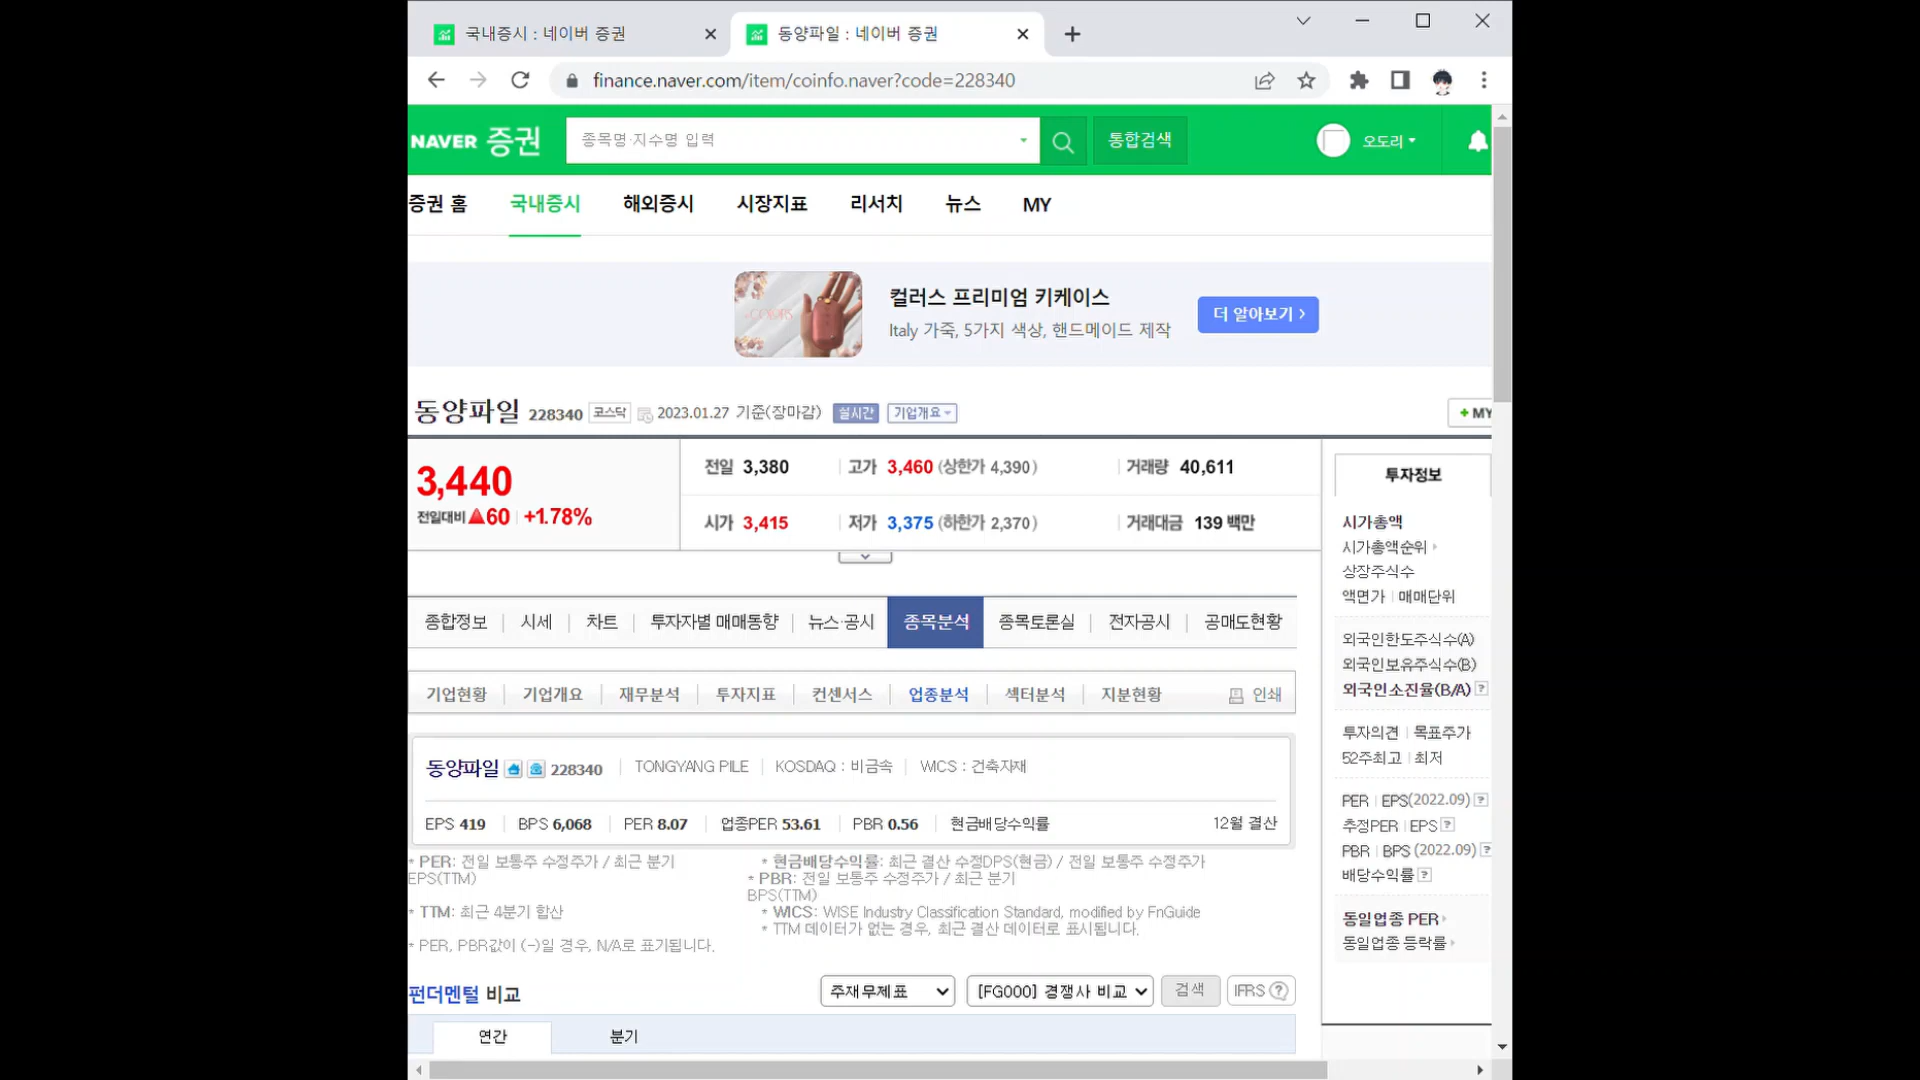 국내증시 : 네이버 증권
동양파일 : 네이버 증권
finance.naver.com/item/coinfo.naver?code=228340
NAVER 증권
종목명·지수명 입력
통합검색
오도리
증권 홈 국내증시 해외증시 시장지표 리서치 뉴스 MY
컬러스 프리미엄 키케이스
Italy 가죽, 5가지 색상, 핸드메이드 제작
더 알아보기
동양파일 228340 코스닥 2023.01.27 기준(장마감) 실시간 기업개요
+ MY
3,440
전일대비 ▲60 +1.78%
전일 3,380 고가 3,460 (상한가 4,390) 거래량 40,611
시가 3,415 저가 3,375 (하한가 2,370) 거래대금 139 백만
종합정보 시세 차트 투자자별 매매동향 뉴스·공시 종목분석 종목토론실 전자공시 공매도현황
기업현황 기업개요 재무분석 투자지표 컨센서스 업종분석 섹터분석 지분현황 인쇄
동양파일 228340 TONGYANG PILE KOSDAQ : 비금속 WICS : 건축자재
EPS 419 BPS 6,068 PER 8.07 업종PER 53.61 PBR 0.56 현금배당수익률 12월 결산
* PER: 전일 보통주 수정주가 / 최근 분기
EPS(TTM)
* TTM: 최근 4분기 합산
* PER, PBR값이 (-)일 경우, N/A로 표기됩니다.
* 현금배당수익률: 최근 결산 수정DPS(현금) / 전일 보통주 수정주가
* PBR: 전일 보통주 수정주가 / 최근 분기
BPS(TTM)
* WICS: WISE Industry Classification Standard, modified by FnGuide
* TTM 데이터가 없는 경우, 최근 결산 데이터로 표시됩니다.
펀더멘털 비교
주재무제표 [FG000] 경쟁사 비교 검색 IFRS ?
연간 분기
투자정보
시가총액
시가총액순위
상장주식수
액면가 매매단위
외국인한도주식수(A)
외국인보유주식수(B)
외국인소진율(B/A) ?
투자의견 목표주가
52주최고 최저
PER EPS(2022.09) ?
추정PER EPS ?
PBR BPS (2022.09) ?
배당수익률 ?
동일업종 PER
동일업종 등락률